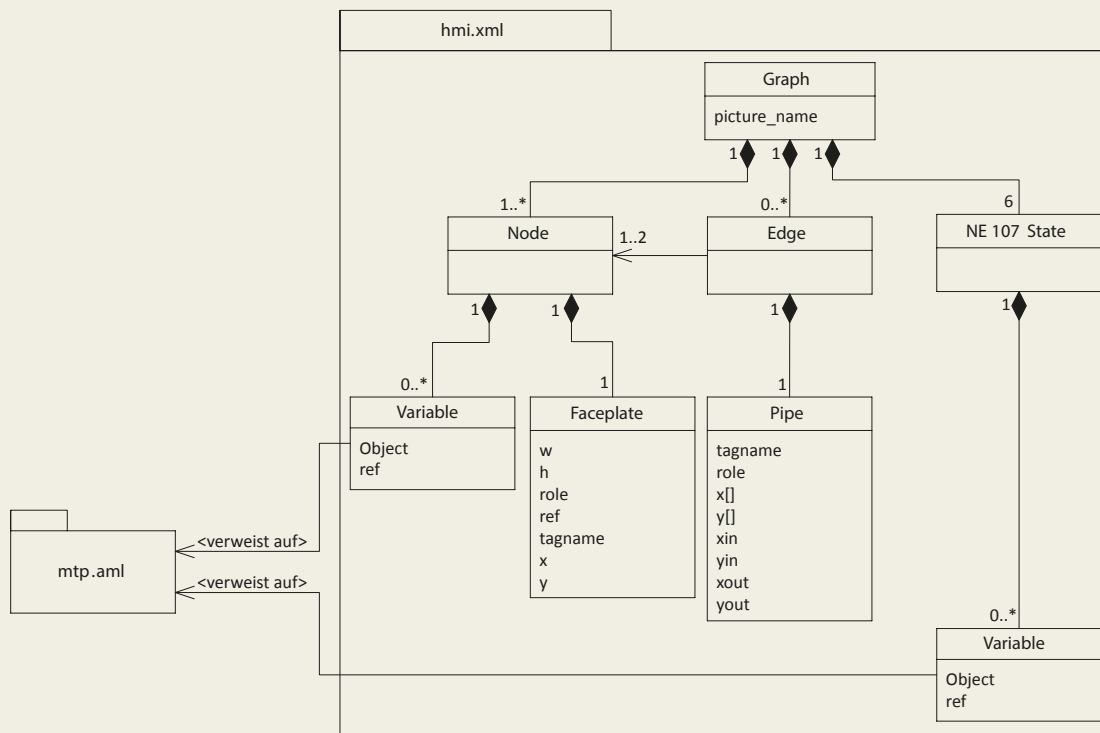 hmi.xml
Graph
picture_name
1 1 1
1..* 0..* 6
Node
1..2
Edge
NE 107 State
1 1 1 1
0..* 1 1
Variable
Object
ref
Faceplate
w
h
role
ref
tagname
x
y
Pipe
tagname
role
x[]
y[]
xin
yin
xout
yout
<verweist auf>
mtp.aml
<verweist auf>
0..*
Variable
Object
ref